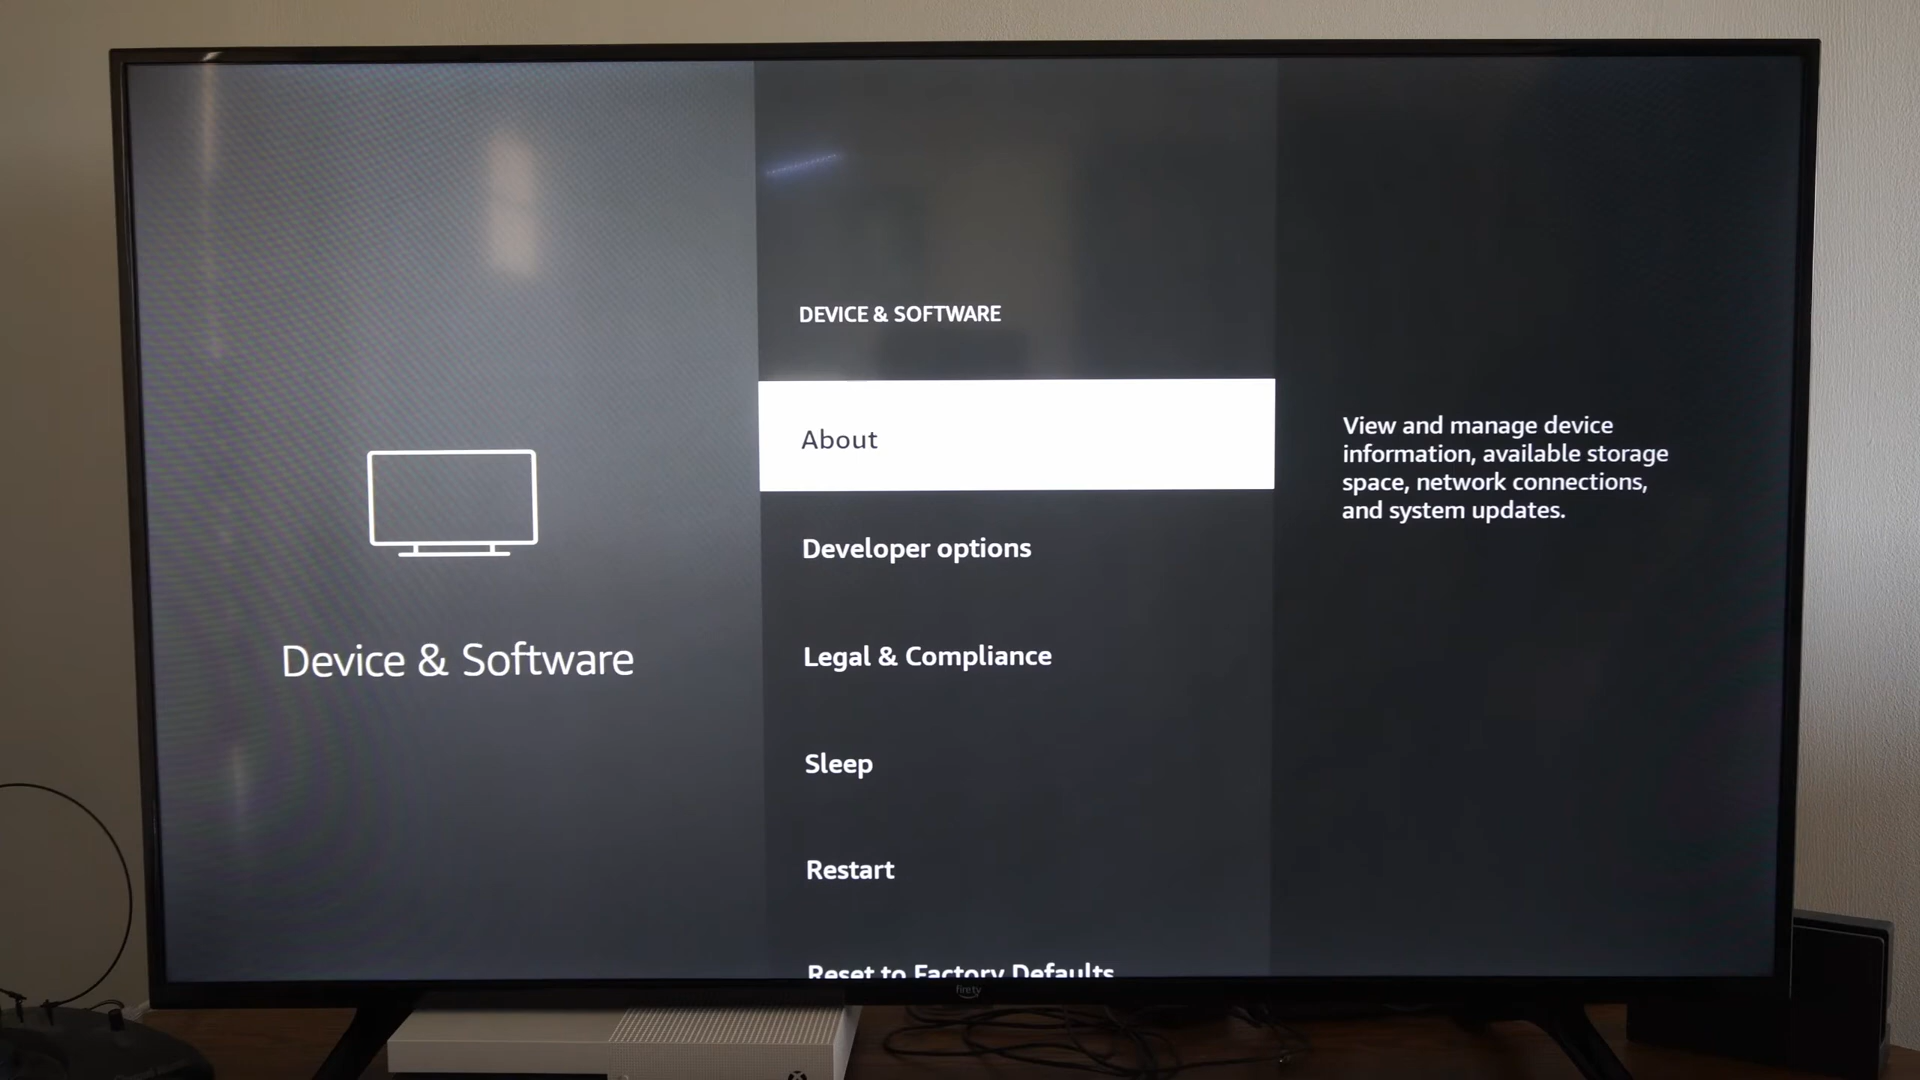 Device & Software
DEVICE & SOFTWARE
About
Developer options
Legal & Compliance
Sleep
Restart
Reset to Factory Defaults
View and manage device
information, available storage
space, network connections,
and system updates.
firetv